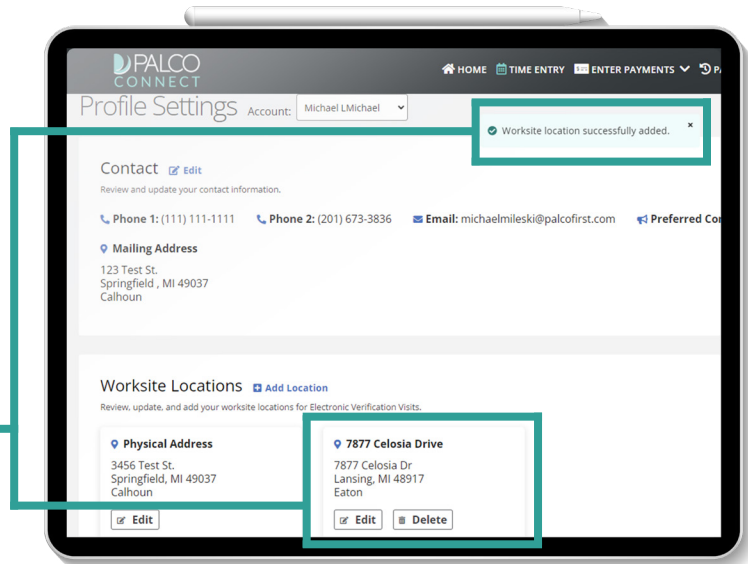 PALCO
CONNECT
HOME TIME ENTRY ENTER PAYMENTS
Profile Settings Account: Michael LMichael
Worksite location successfully added. ×
Contact Edit
Review and update your contact information.
Phone 1: (111) 111-1111 Phone 2: (201) 673-3836 Email: michaelmileski@palcofirst.com Preferred
Mailing Address
123 Test St.
Springfield , MI 49037
Calhoun
Worksite Locations Add Location
Review, update, and add your worksite locations for Electronic Verification Visits.
Physical Address
3456 Test St.
Springfield, MI 49037
Calhoun
Edit
7877 Celosia Drive
7877 Celosia Dr
Lansing, MI 48917
Eaton
Edit Delete